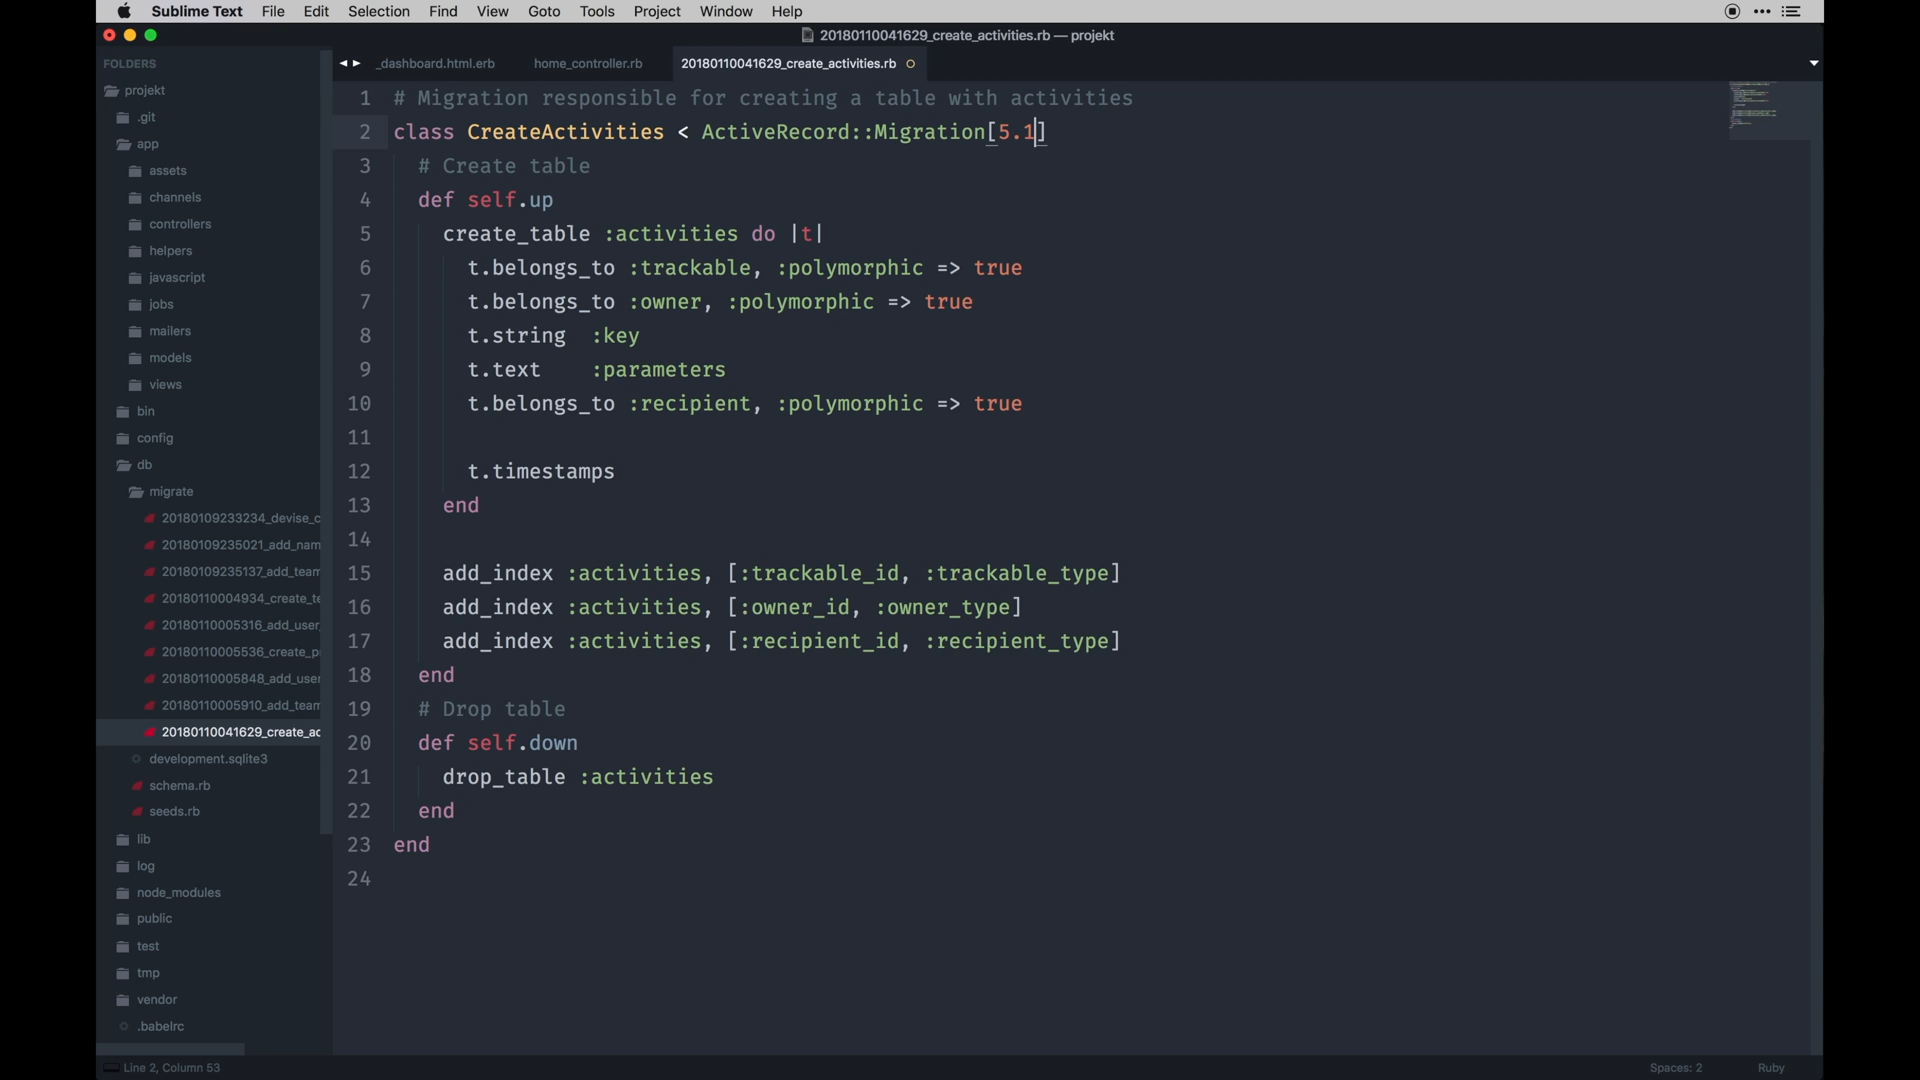 Sublime Text File Edit Selection Find View Goto Tools Project Window Help
20180110041629_create_activities.rb — projekt
FOLDERS
_dashboard.html.erb home_controller.rb 20180110041629_create_activities.rb
projekt
.git
app
assets
channels
controllers
helpers
javascript
jobs
mailers
models
views
bin
config
db
migrate
20180109233234_devise_c
20180109235021_add_nam
20180109235137_add_team
20180110004934_create_te
20180110005316_add_user_
20180110005536_create_p
20180110005848_add_user
20180110005910_add_team
20180110041629_create_ac
development.sqlite3
schema.rb
seeds.rb
lib
log
node_modules
public
test
tmp
vendor
.babelrc
1 # Migration responsible for creating a table with activities
2 class CreateActivities < ActiveRecord::Migration[5.1]
3 # Create table
4 def self.up
5 create_table :activities do |t|
6 t.belongs_to :trackable, :polymorphic => true
7 t.belongs_to :owner, :polymorphic => true
8 t.string :key
9 t.text :parameters
10 t.belongs_to :recipient, :polymorphic => true
11
12 t.timestamps
13 end
14
15 add_index :activities, [:trackable_id, :trackable_type]
16 add_index :activities, [:owner_id, :owner_type]
17 add_index :activities, [:recipient_id, :recipient_type]
18 end
19 # Drop table
20 def self.down
21 drop_table :activities
22 end
23 end
24
Line 2, Column 53 Spaces: 2 Ruby